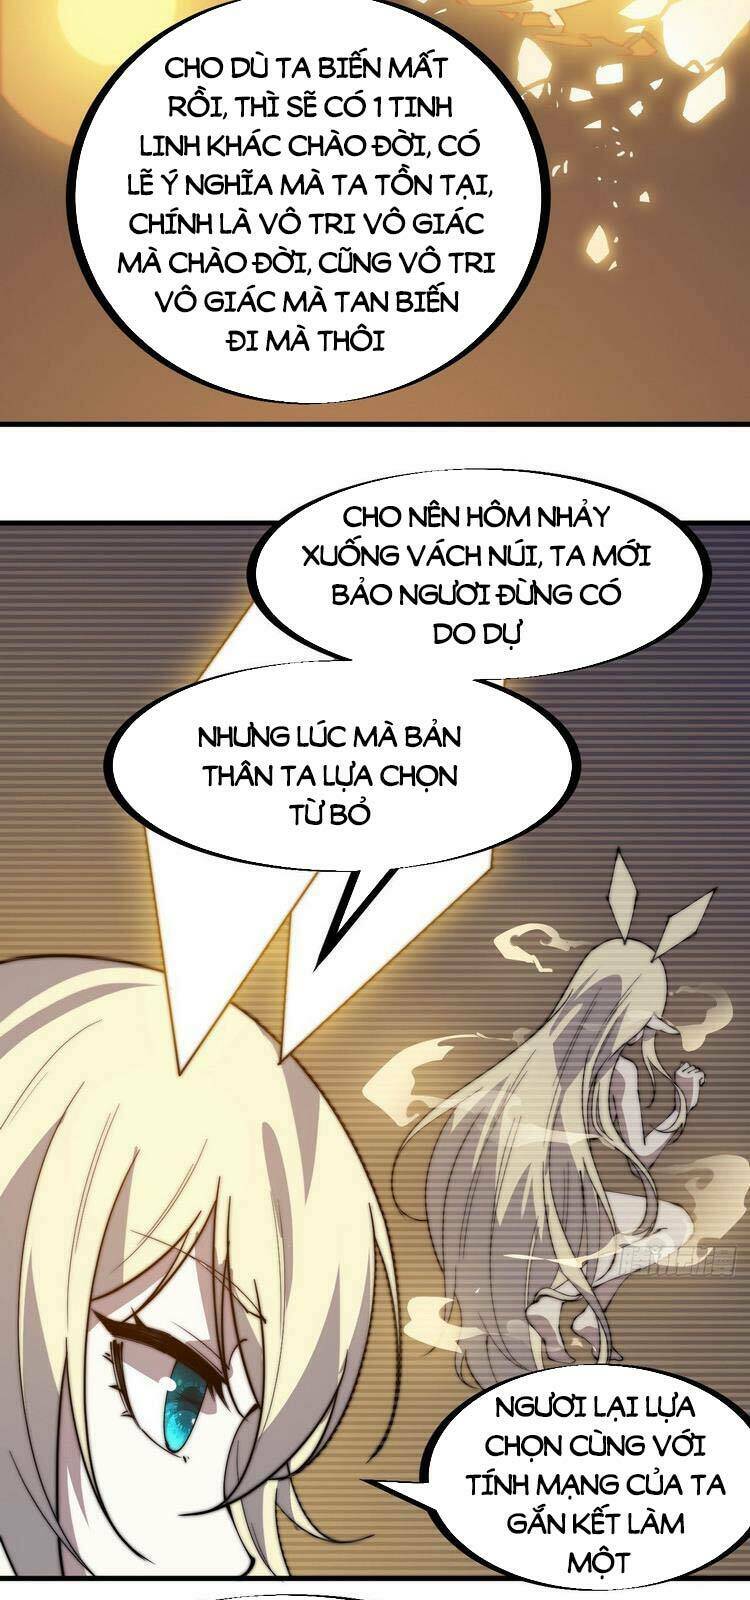 CHO DÙ TA BIẾN MẤT
RỒI, THÌ SẼ CÓ 1 TINH
LINH KHÁC CHÀO ĐỜI, CÓ
LẼ Ý NGHĨA MÀ TA TỒN TẠI,
CHÍNH LÀ VÔ TRI VÔ GIÁC
MÀ CHÀO ĐỜI, CŨNG VÔ TRI
VÔ GIÁC MÀ TAN BIẾN
ĐI MÀ THÔI
CHO NÊN HÔM NHẢY
XUỐNG VÁCH NÚI, TA MỚI
BẢO NGƯƠI ĐỪNG CÓ
DO DỰ
NHƯNG LÚC MÀ BẢN
THÂN TA LỰA CHỌN
TỪ BỎ
NGƯƠI LẠI LỰA
CHỌN CÙNG VỚI
TÍNH MẠNG CỦA TA
GẮN KẾT LÀM
MỘT